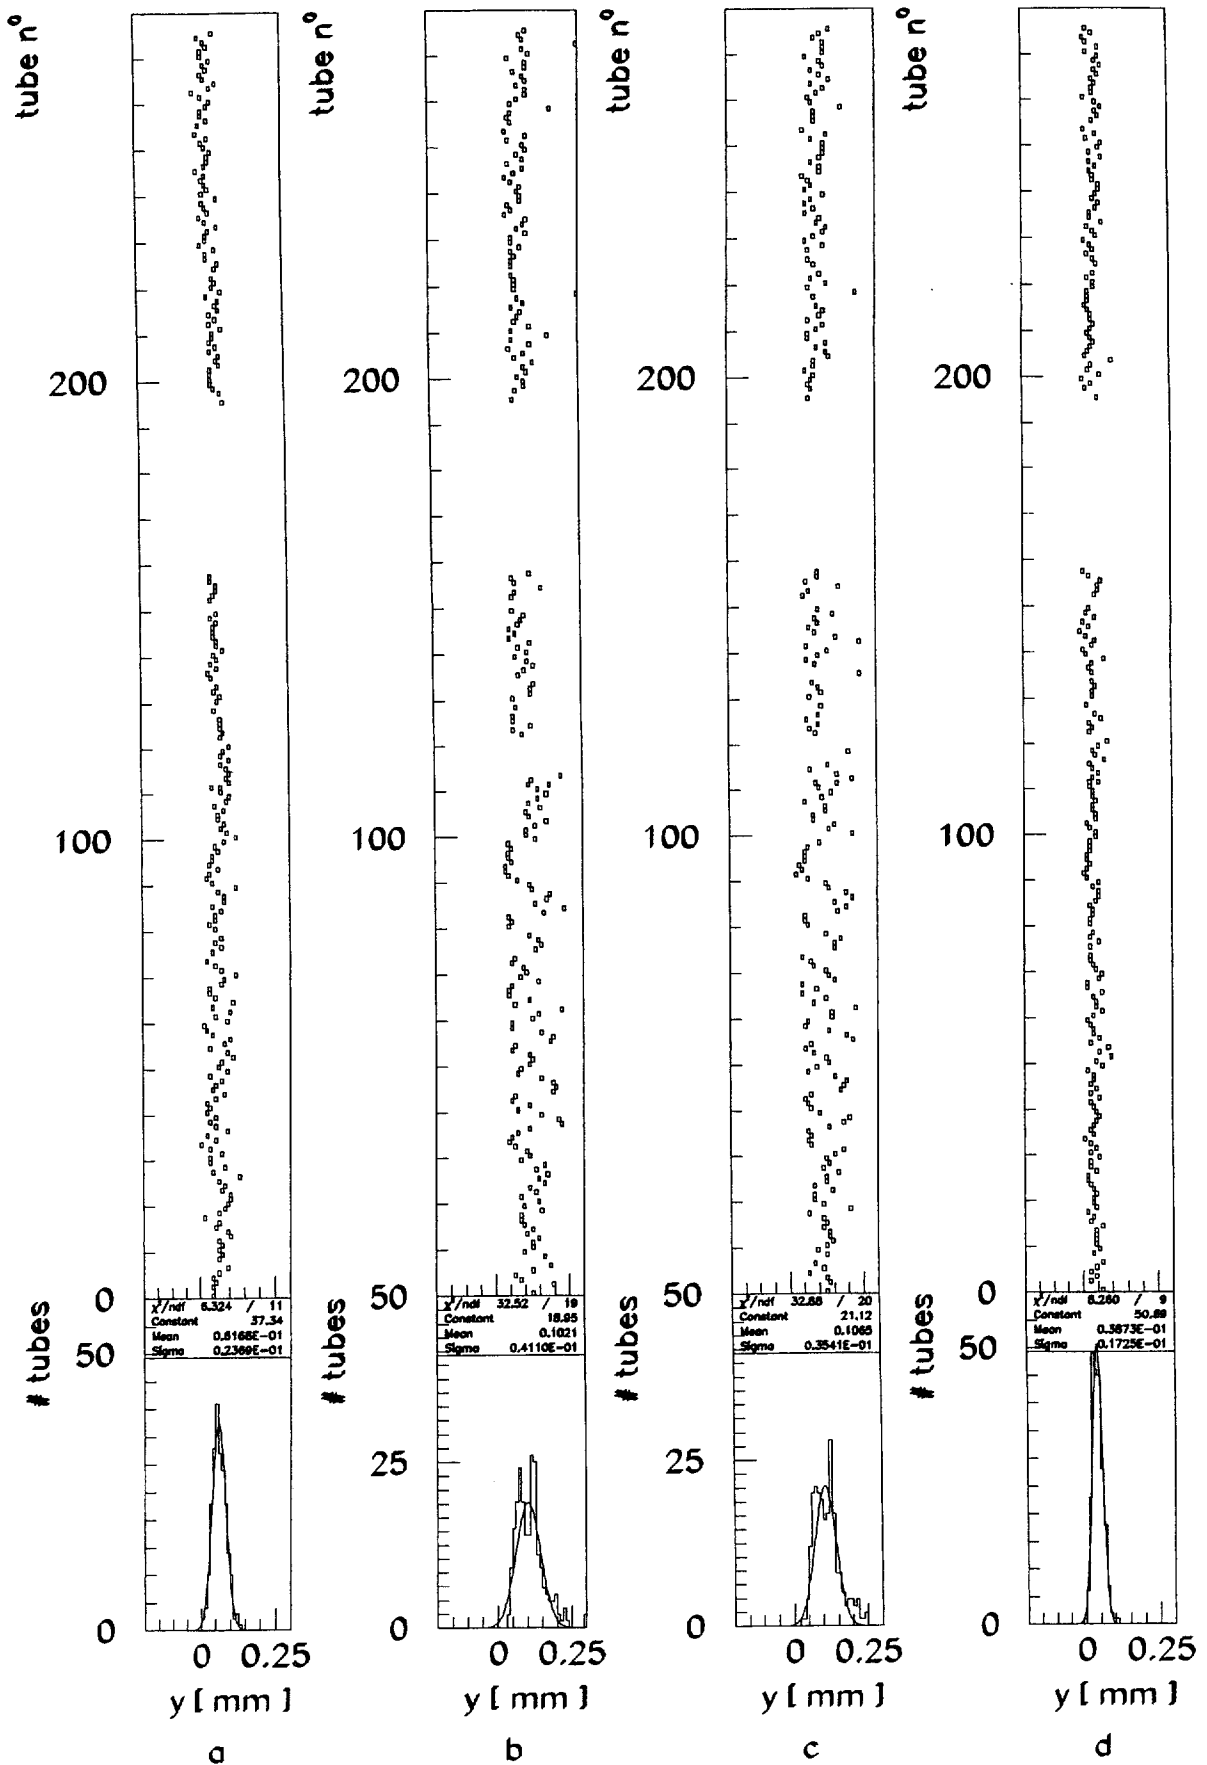 tube n° tube n° tube n° tube n°
200 200 200 200
100 100 100 100
0 50 50 0
χ²/ndf 6.324 / 11
Constant 37.34
Mean 0.6168E-01
Sigma 0.2369E-01
χ²/ndf 32.52 / 19
Constant 18.95
Mean 0.1021
Sigma 0.4110E-01
χ²/ndf 32.88 / 20
Constant 21.12
Mean 0.1065
Sigma 0.3541E-01
χ²/ndf / 9
Constant 50.89
Mean
Sigma 0.1725E-01
# tubes # tubes # tubes # tubes
50 25 25 50
0 0 0 0
0 0.25 0 0.25 0 0.25 0 0.25
y [ mm ] y [ mm ] y [ mm ] y [ mm ]
a b c d